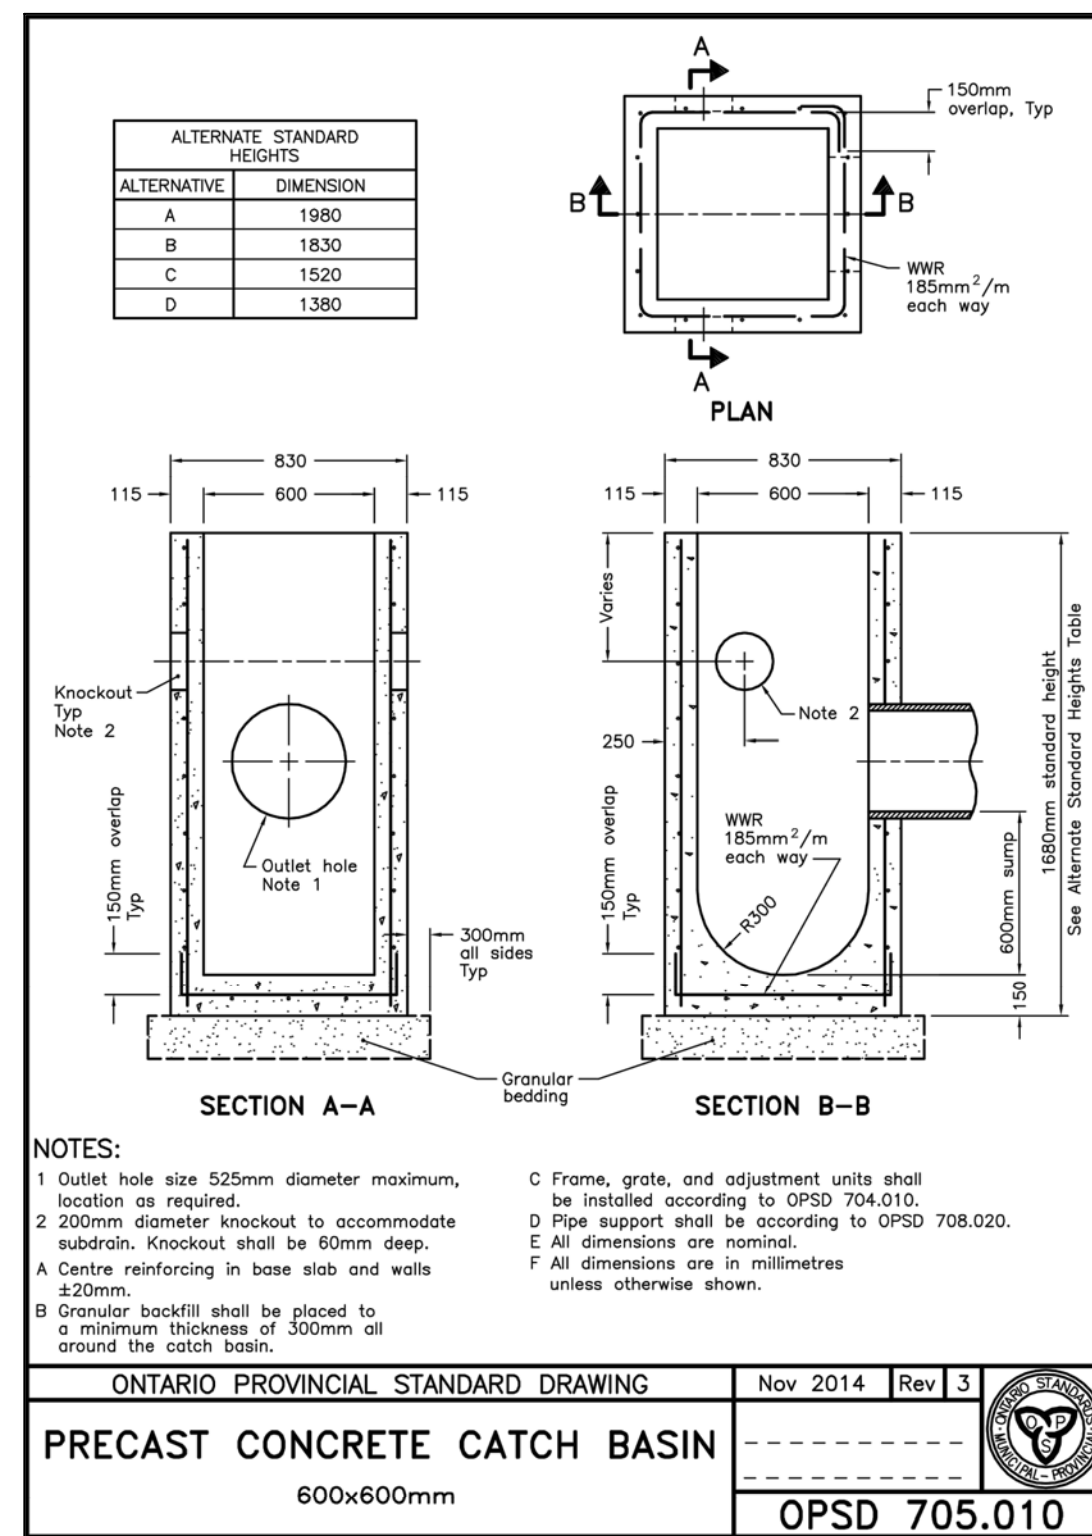 ALTERNATE STANDARD
HEIGHTS
ALTERNATIVE DIMENSION
A 1980
B 1830
C 1520
D 1380
A
150mm
overlap, Typ
B
B
WWR
185mm²/m
each way
A
PLAN
830
115
600
115
Knockout
Typ
Note 2
150mm overlap
Typ
Outlet hole
Note 1
300mm
all sides
Typ
SECTION A–A
830
115
600
115
Varies
Note 2
250
WWR
185mm²/m
each way
150mm overlap
Typ
R300
600mm sump
150
1680mm standard height
See Alternate Standard Heights Table
Granular
bedding
SECTION B–B
NOTES:
1 Outlet hole size 525mm diameter maximum,
location as required.
2 200mm diameter knockout to accommodate
subdrain. Knockout shall be 60mm deep.
A Centre reinforcing in base slab and walls
±20mm.
B Granular backfill shall be placed to
a minimum thickness of 300mm all
around the catch basin.
C Frame, grate, and adjustment units shall
be installed according to OPSD 704.010.
D Pipe support shall be according to OPSD 708.020.
E All dimensions are nominal.
F All dimensions are in millimetres
unless otherwise shown.
ONTARIO PROVINCIAL STANDARD DRAWING
Nov 2014 Rev 3
PRECAST CONCRETE CATCH BASIN
600x600mm
OPSD 705.010
ONTARIO STANDARDS
MUNICIPAL – PROVINCIAL
O P
S